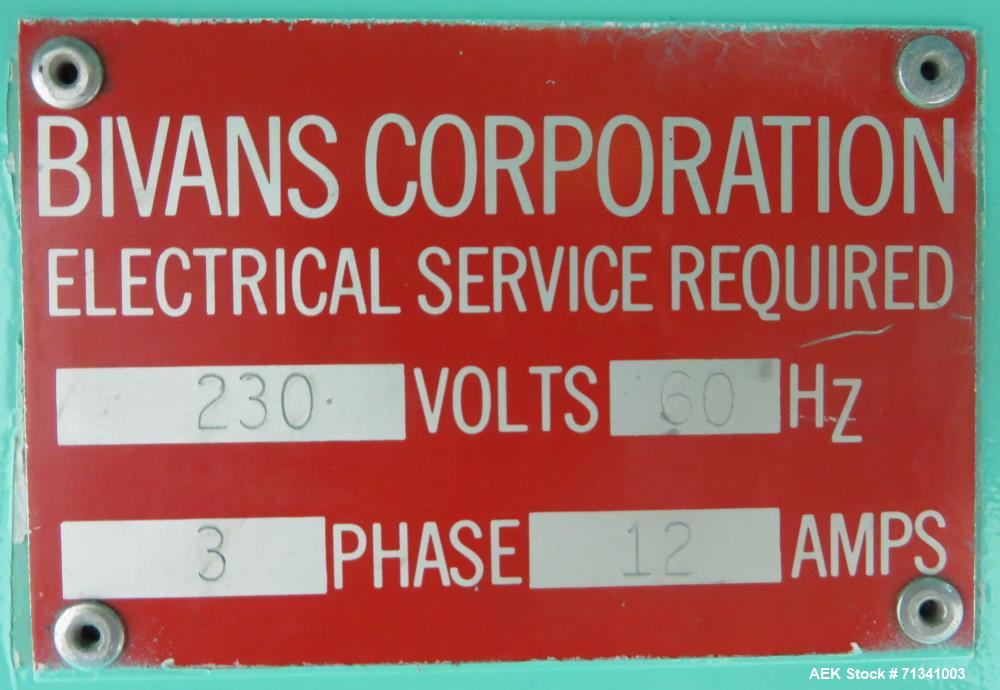 BIVANS CORPORATION
ELECTRICAL SERVICE REQUIRED
230 VOLTS 60 Hz
3 PHASE 12 AMPS
AEK Stock # 71341003